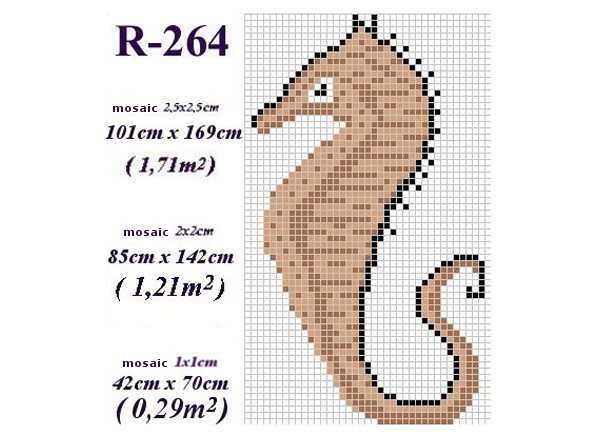 R-264
mosaic 2,5x2,5cm
101cm x 169cm
(1,71m²)
mosaic 2x2cm
85cm x 142cm
(1,21m²)
mosaic 1x1cm
42cm x 70cm
(0,29m²)